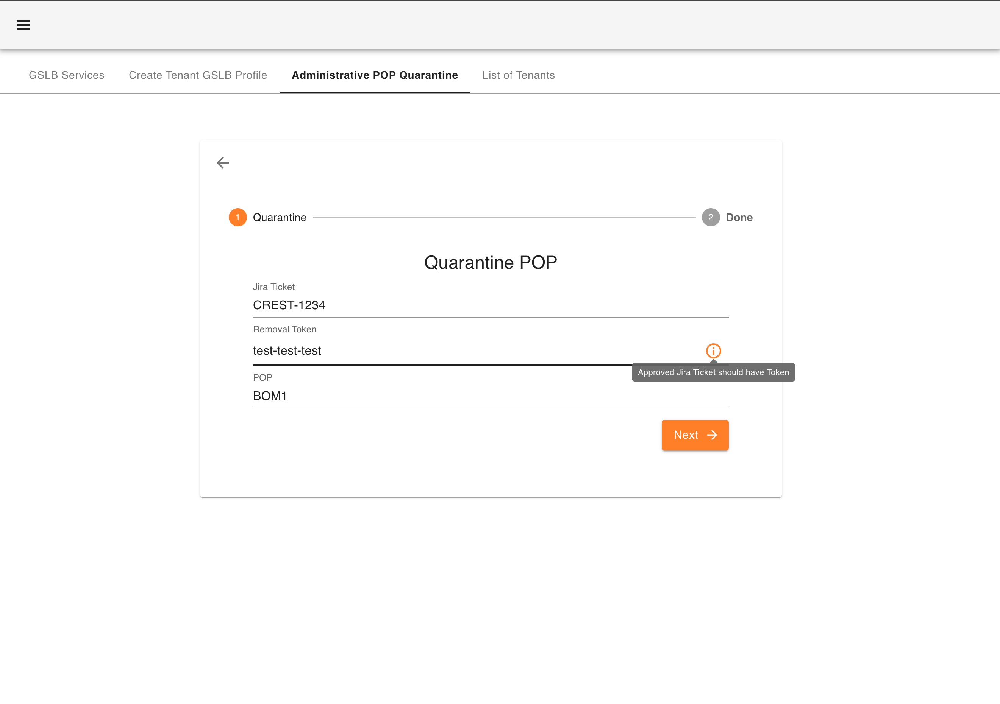 GSLB Services Create Tenant GSLB Profile Administrative POP Quarantine List of Tenants
1 Quarantine 2 Done
Quarantine POP
Jira Ticket
CREST-1234
Removal Token
test-test-test
Approved Jira Ticket should have Token
POP
BOM1
Next